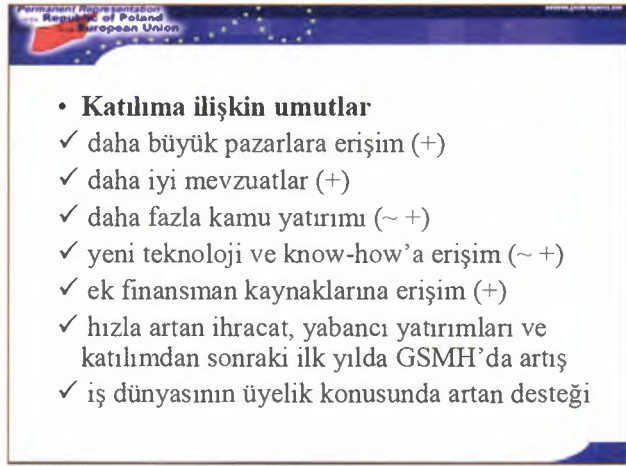 Permanent Representation
Republic of Poland
European Union
• Katılıma ilişkin umutlar
✓ daha büyük pazarlara erişim (+)
✓ daha iyi mevzuatlar (+)
✓ daha fazla kamu yatırımı (~ +)
✓ yeni teknoloji ve know-how’a erişim (~ +)
✓ ek finansman kaynaklarına erişim (+)
✓ hızla artan ihracat, yabancı yatırımları ve
katılımdan sonraki ilk yılda GSMH’da artış
✓ iş dünyasının üyelik konusunda artan desteği